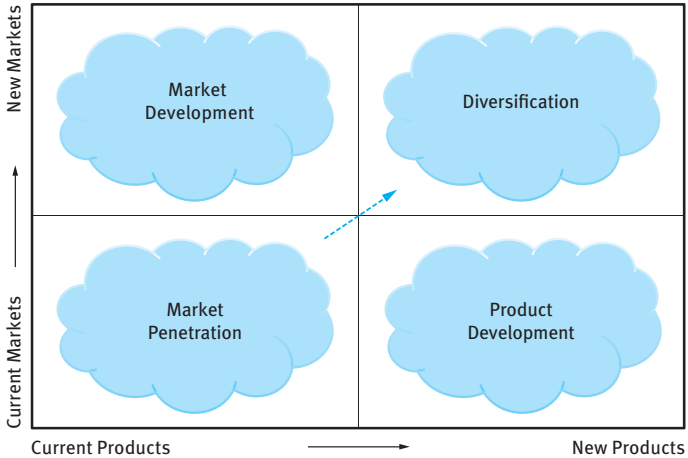 New Markets
Market
Development
Diversification
Current Markets
Market
Penetration
Product
Development
Current Products
New Products